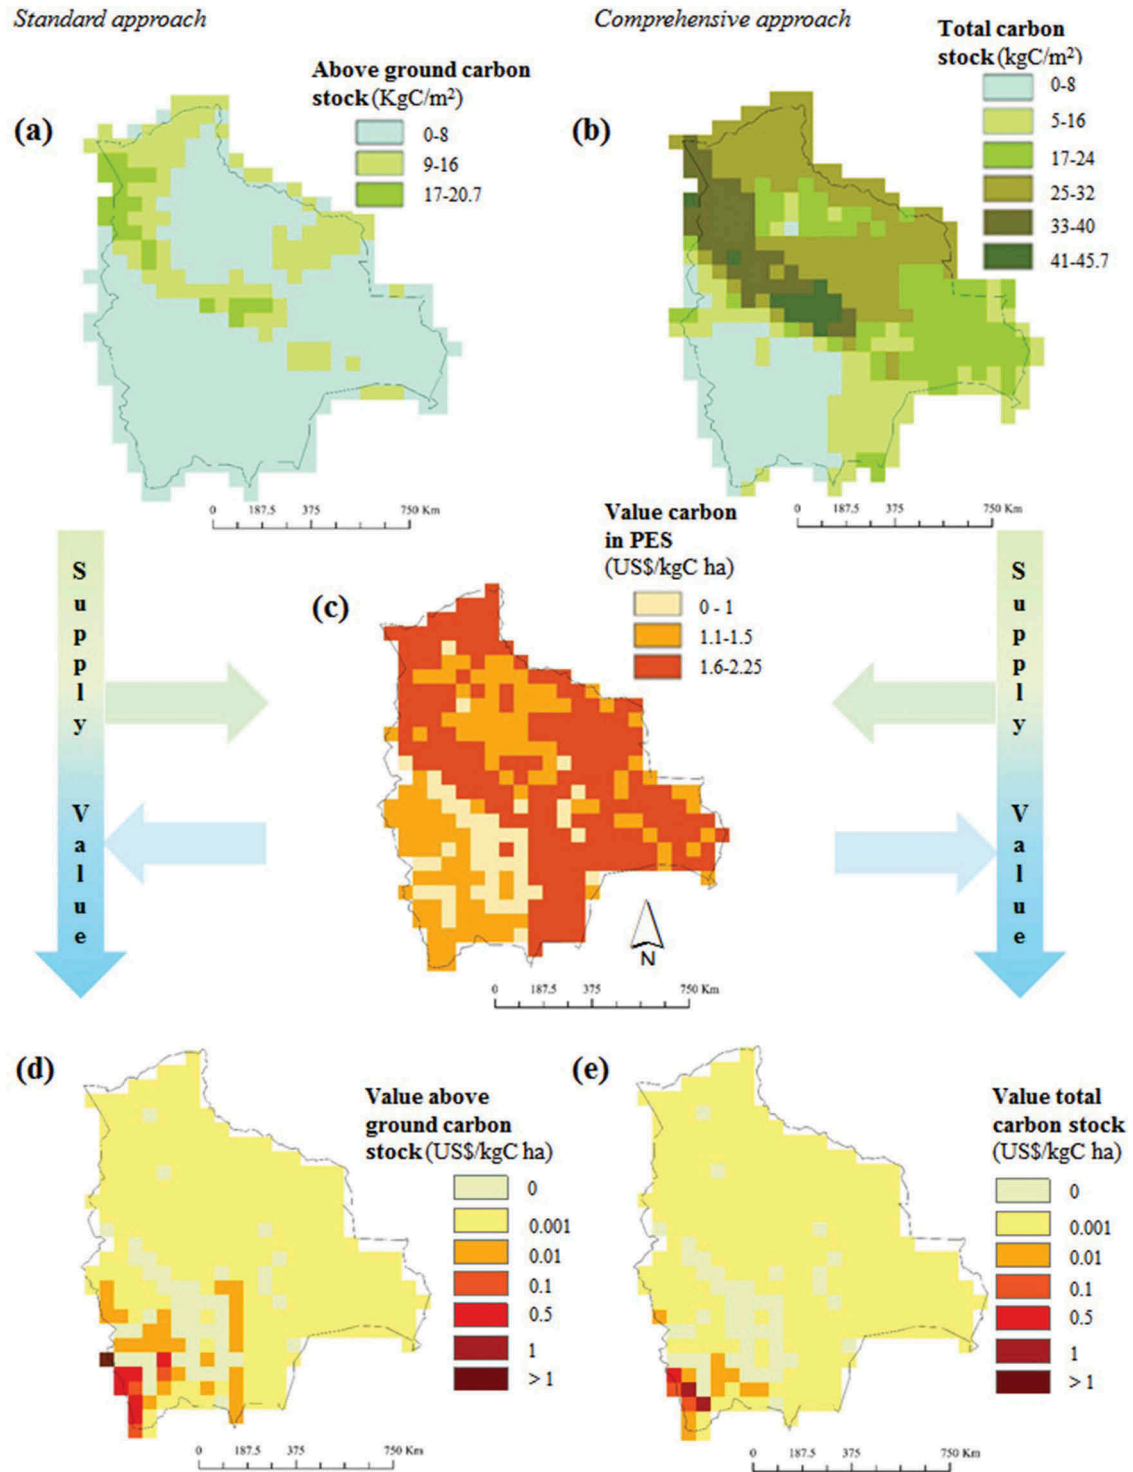 Standard approach
Comprehensive approach
(a)
Above ground carbon
stock (KgC/m²)
0-8
9-16
17-20.7
0 187.5 375 750 Km
(b)
Total carbon
stock (kgC/m²)
0-8
5-16
17-24
25-32
33-40
41-45.7
0 187.5 375 750 Km
Supply
Value
(c)
Value carbon
in PES
(US$/kgC ha)
0 - 1
1.1-1.5
1.6-2.25
N
0 187.5 375 750 Km
Supply
Value
(d)
Value above
ground carbon
stock (US$/kgC ha)
0
0.001
0.01
0.1
0.5
1
> 1
0 187.5 375 750 Km
(e)
Value total
carbon stock
(US$/kgC ha)
0
0.001
0.01
0.1
0.5
1
> 1
0 187.5 375 750 Km